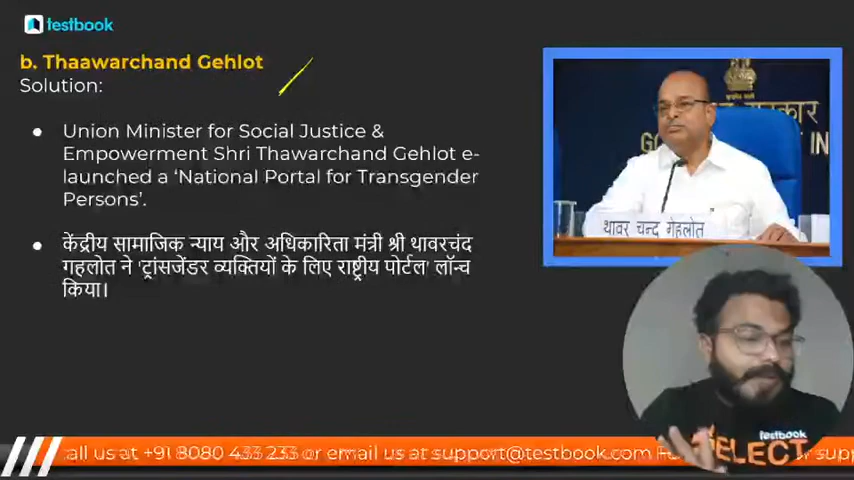 testbook
b. Thaawarchand Gehlot
Solution:
● Union Minister for Social Justice &
Empowerment Shri Thawarchand Gehlot e-
launched a ‘National Portal for Transgender
Persons’.
● केंद्रीय सामाजिक न्याय और अधिकारिता मंत्री श्री थावरचंद
गहलोत ने 'ट्रांसजेंडर व्यक्तियों के लिए राष्ट्रीय पोर्टल' लॉन्च
किया।
थावर चन्द गेहलोत
testbook
SELECT
all us at +91 8080 433 233 or email us at support@testbook.com